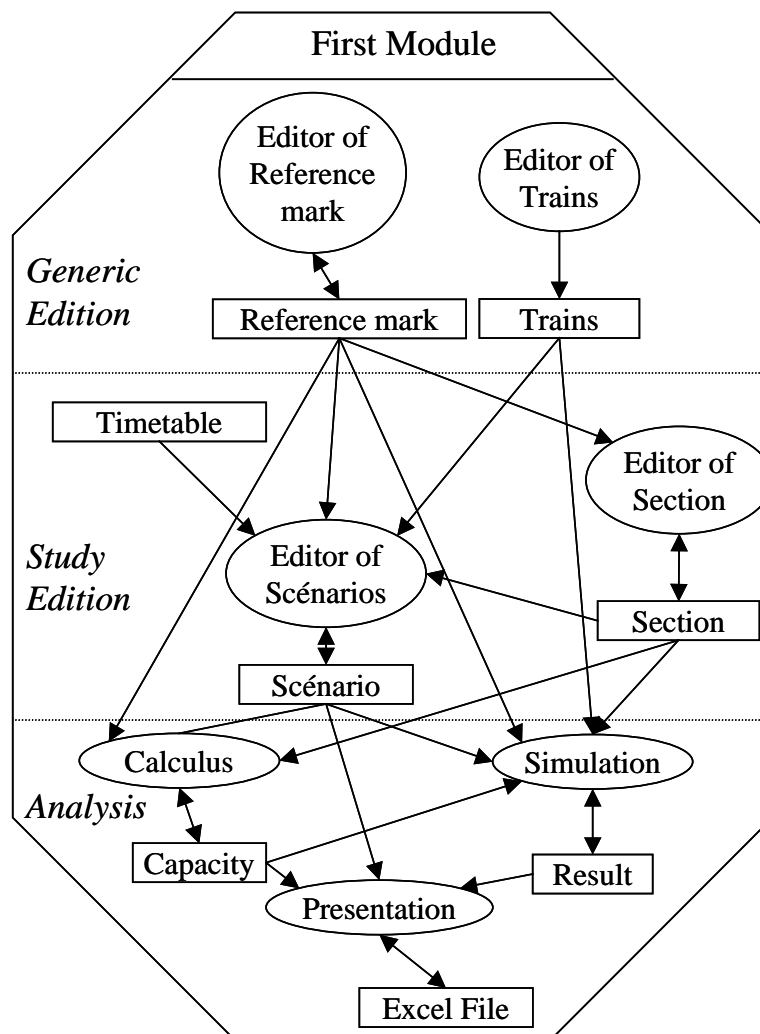 First Module
Editor of
Reference
mark
Editor of
Trains
Generic
Edition
Reference mark
Trains
Timetable
Editor of
Section
Study
Edition
Editor of
Scénarios
Section
Scénario
Calculus
Simulation
Analysis
Capacity
Result
Presentation
Excel File